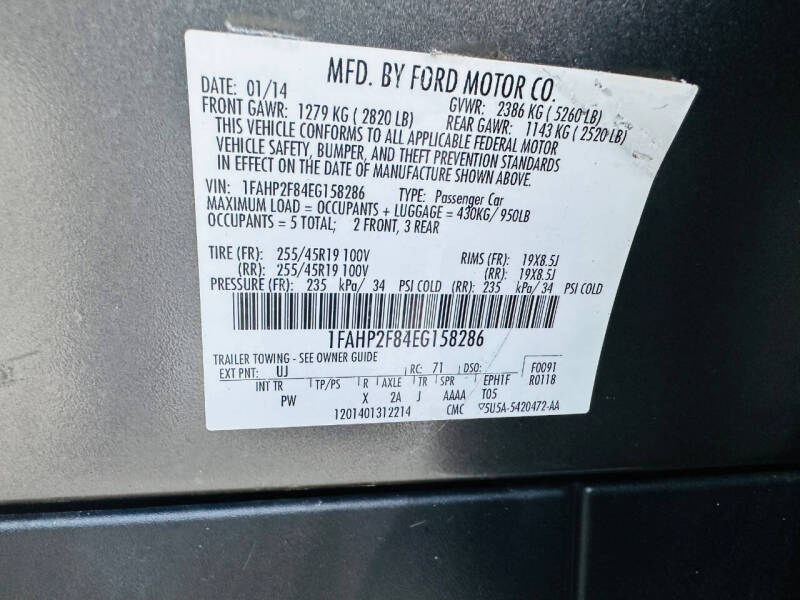 MFD. BY FORD MOTOR CO.
DATE: 01/14 GVWR: 2386 KG ( 5260 LB)
FRONT GAWR: 1279 KG ( 2820 LB) REAR GAWR: 1143 KG ( 2520 LB)
THIS VEHICLE CONFORMS TO ALL APPLICABLE FEDERAL MOTOR
VEHICLE SAFETY, BUMPER, AND THEFT PREVENTION STANDARDS
IN EFFECT ON THE DATE OF MANUFACTURE SHOWN ABOVE.
VIN: 1FAHP2F84EG158286 TYPE: Passenger Car
MAXIMUM LOAD = OCCUPANTS + LUGGAGE = 430KG/ 950LB
OCCUPANTS = 5 TOTAL; 2 FRONT, 3 REAR
TIRE (FR): 255/45R19 100V RIMS (FR): 19X8.5J
(RR): 255/45R19 100V (RR): 19X8.5J
PRESSURE (FR): 235 kPa/ 34 PSI COLD (RR): 235 kPa/ 34 PSI COLD
1FAHP2F84EG158286
TRAILER TOWING - SEE OWNER GUIDE
EXT PNT: UJ RC: 71 DSO: F0091
INT TR TP/PS R AXLE TR SPR EPH1F R0118
PW X 2A J AAAA T05
1201401312214 CMC 5U5A-5420472-AA